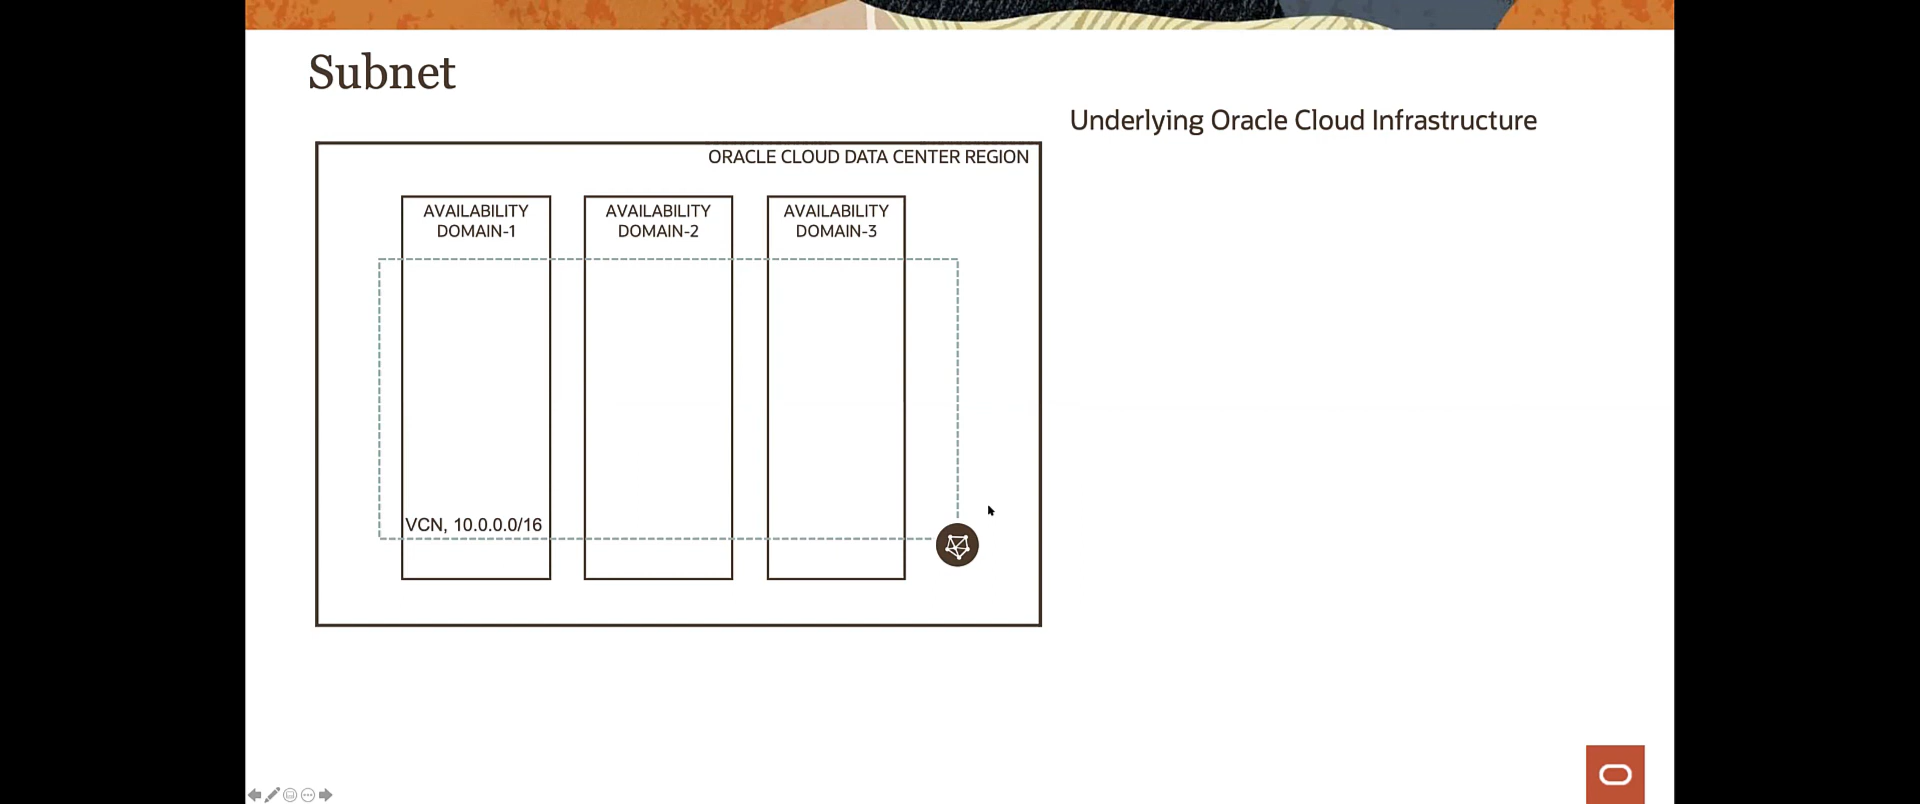 Subnet
Underlying Oracle Cloud Infrastructure
ORACLE CLOUD DATA CENTER REGION
AVAILABILITY
DOMAIN-1
AVAILABILITY
DOMAIN-2
AVAILABILITY
DOMAIN-3
VCN, 10.0.0.0/16